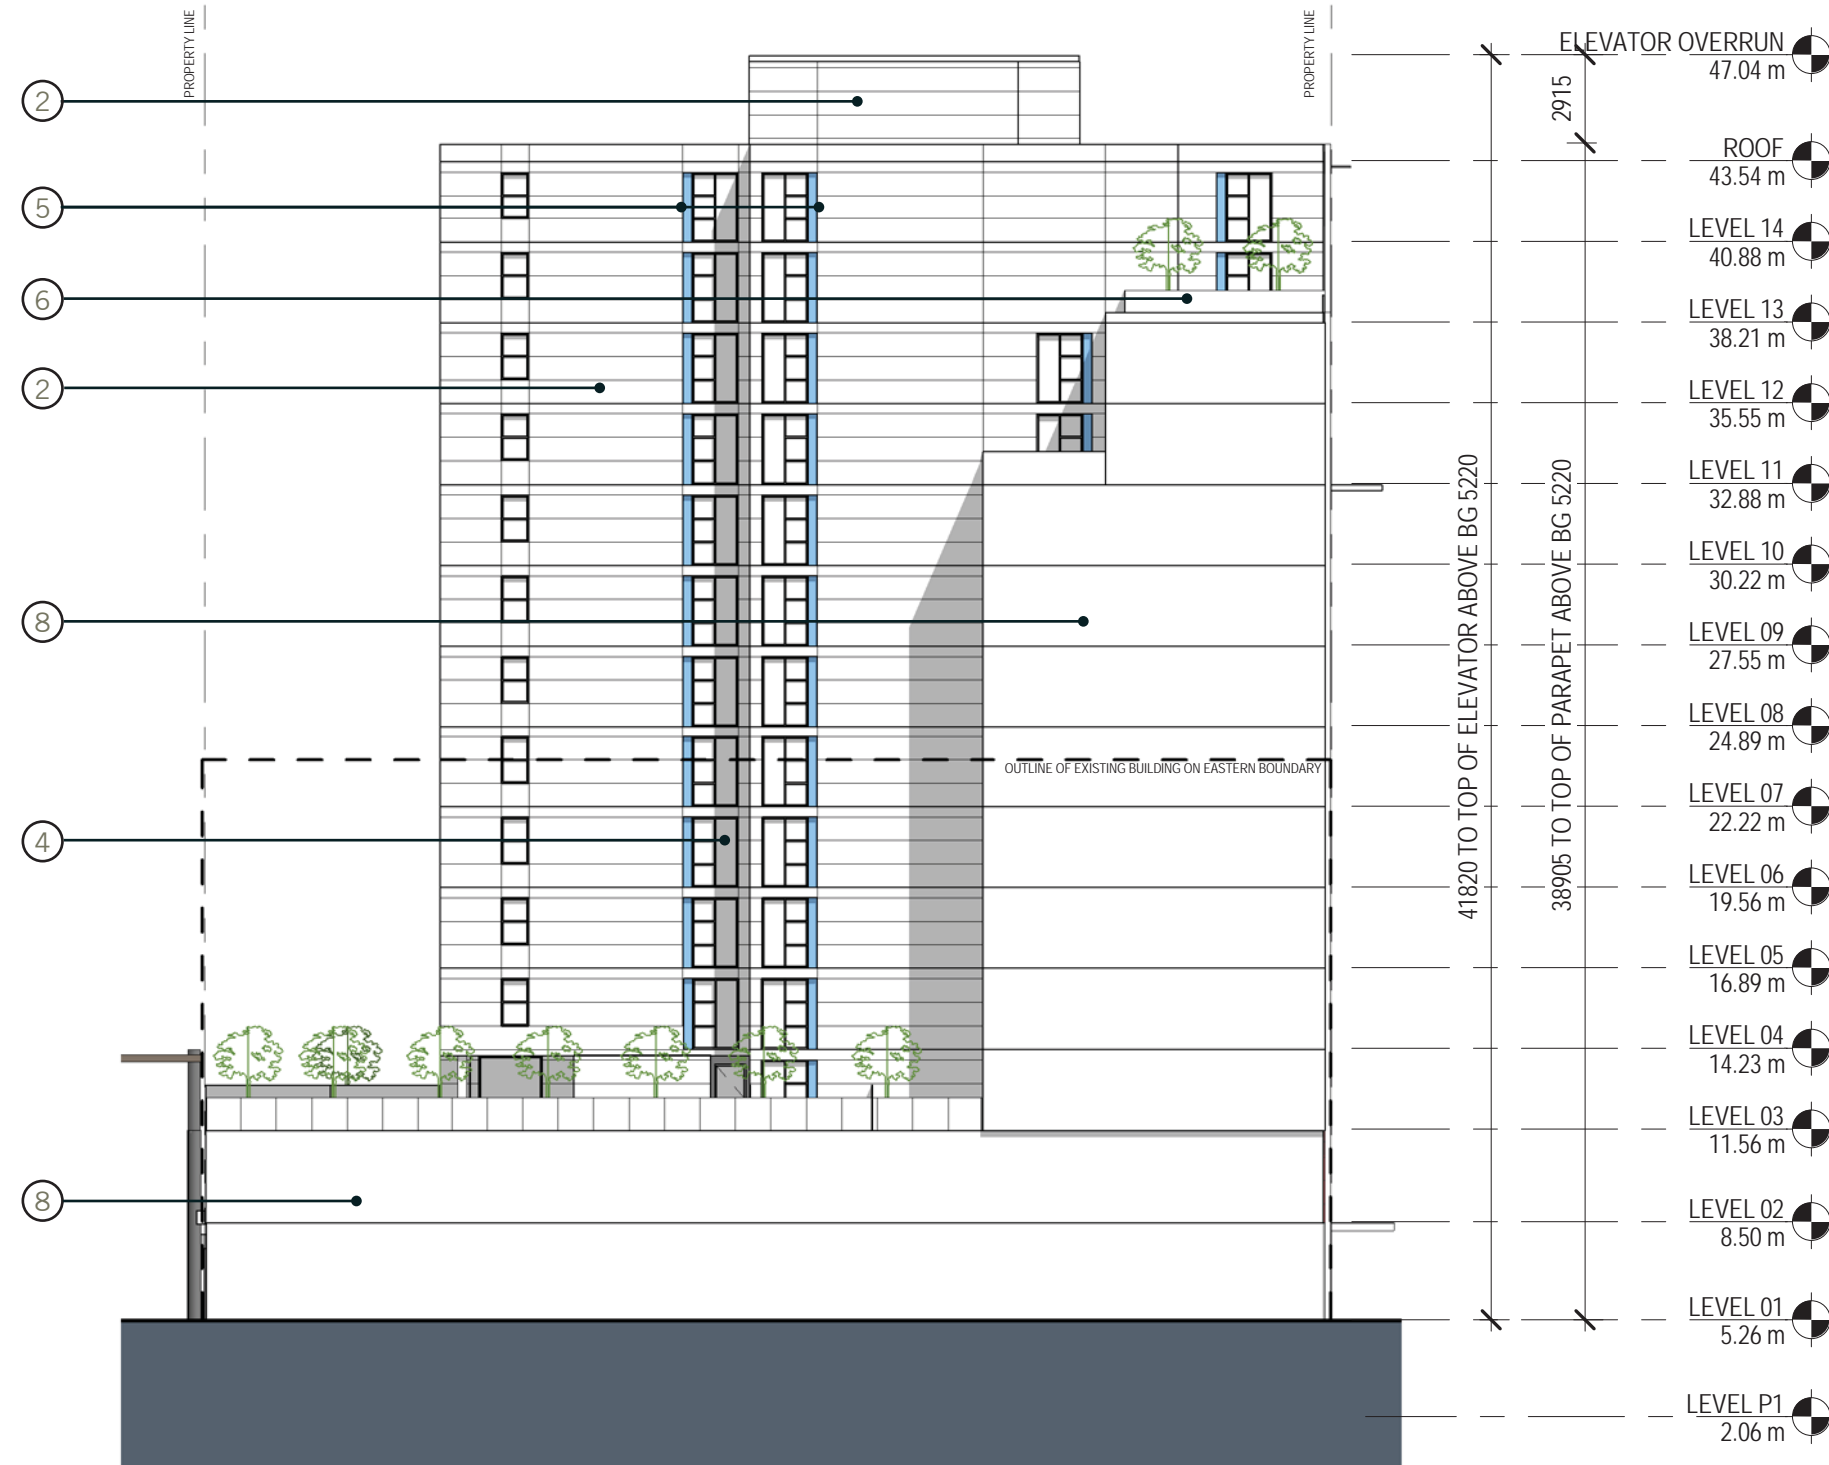 PROPERTY LINE
PROPERTY LINE
ELEVATOR OVERRUN
47.04 m
2
2915
ROOF
43.54 m
5
LEVEL 14
40.88 m
6
LEVEL 13
38.21 m
2
LEVEL 12
35.55 m
LEVEL 11
32.88 m
41820 TO TOP OF ELEVATOR ABOVE BG 5220
38905 TO TOP OF PARAPET ABOVE BG 5220
LEVEL 10
30.22 m
8
LEVEL 09
27.55 m
LEVEL 08
24.89 m
OUTLINE OF EXISTING BUILDING ON EASTERN BOUNDARY
LEVEL 07
22.22 m
4
LEVEL 06
19.56 m
LEVEL 05
16.89 m
LEVEL 04
14.23 m
LEVEL 03
11.56 m
8
LEVEL 02
8.50 m
LEVEL 01
5.26 m
LEVEL P1
2.06 m